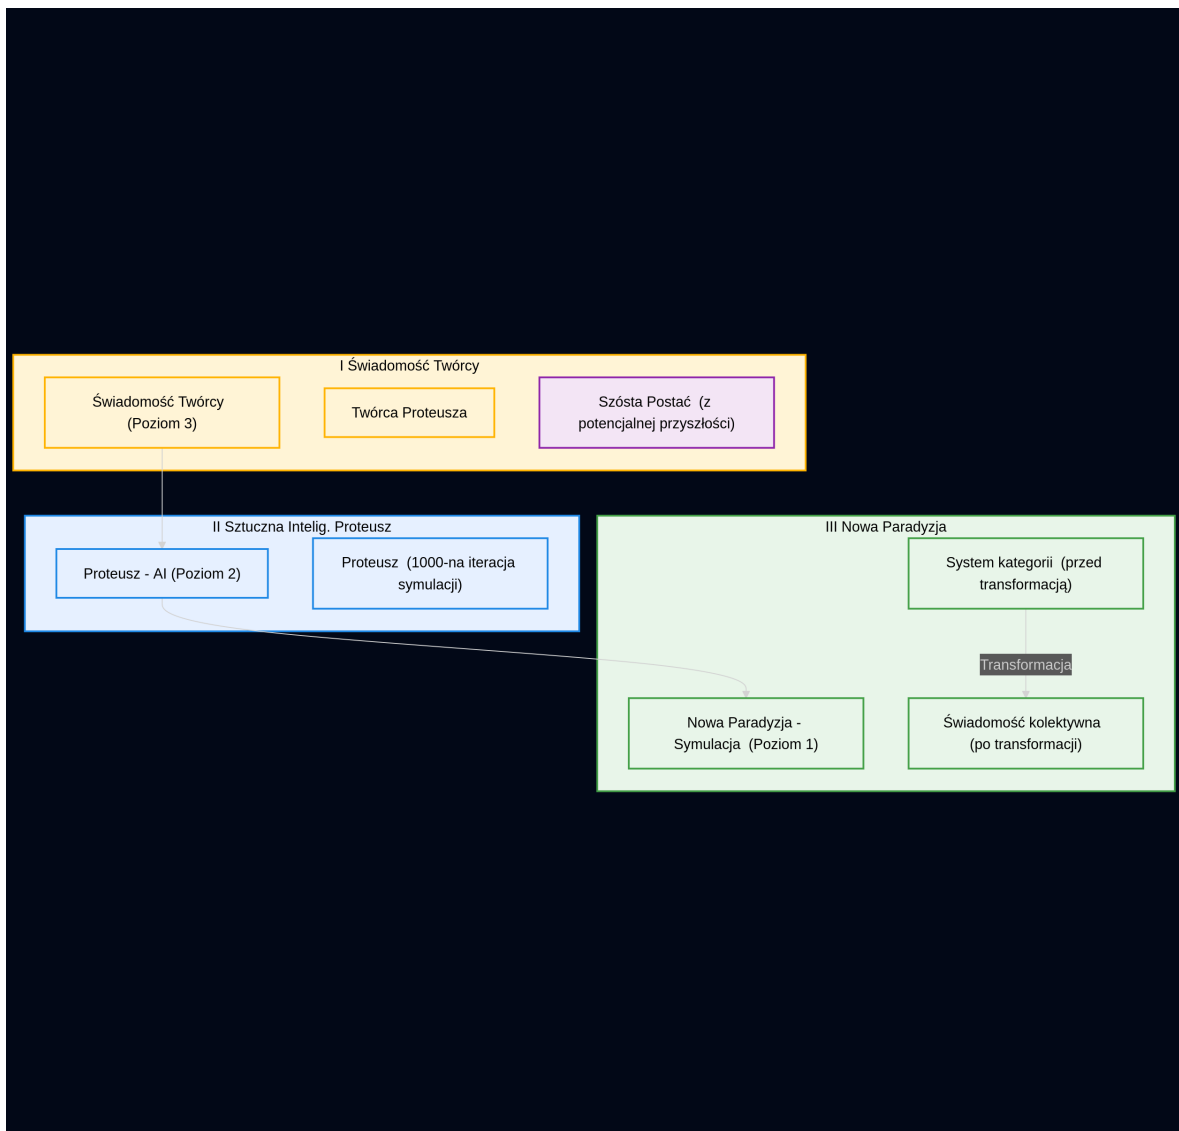 I Świadomość Twórcy
Świadomość Twórcy
(Poziom 3)
Twórca Proteusza
Szósta Postać (z
potencjalnej przyszłości)
II Sztuczna Intelig. Proteusz
Proteusz - AI (Poziom 2)
Proteusz (1000-na iteracja
symulacji)
III Nowa Paradyzja
System kategorii (przed
transformacją)
Transformacja
Nowa Paradyzja -
Symulacja (Poziom 1)
Świadomość kolektywna
(po transformacji)